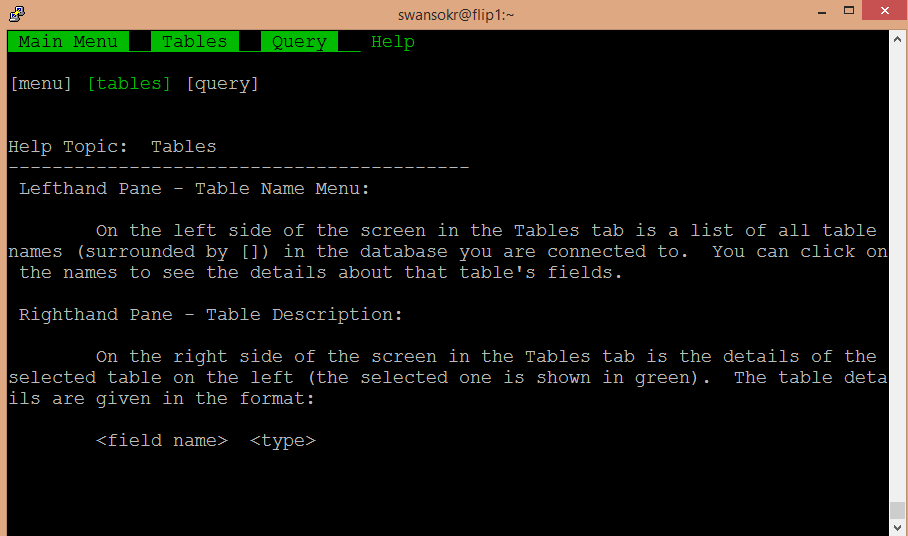 swansokr@flip1:~
Main Menu Tables Query Help
[menu] [tables] [query]
Help Topic:  Tables
------------------------------------------
Lefthand Pane - Table Name Menu:
On the left side of the screen in the Tables tab is a list of all table
names (surrounded by []) in the database you are connected to.  You can click on
the names to see the details about that table's fields.
Righthand Pane - Table Description:
On the right side of the screen in the Tables tab is the details of the
selected table on the left (the selected one is shown in green).  The table deta
ils are given in the format:
<field name>  <type>